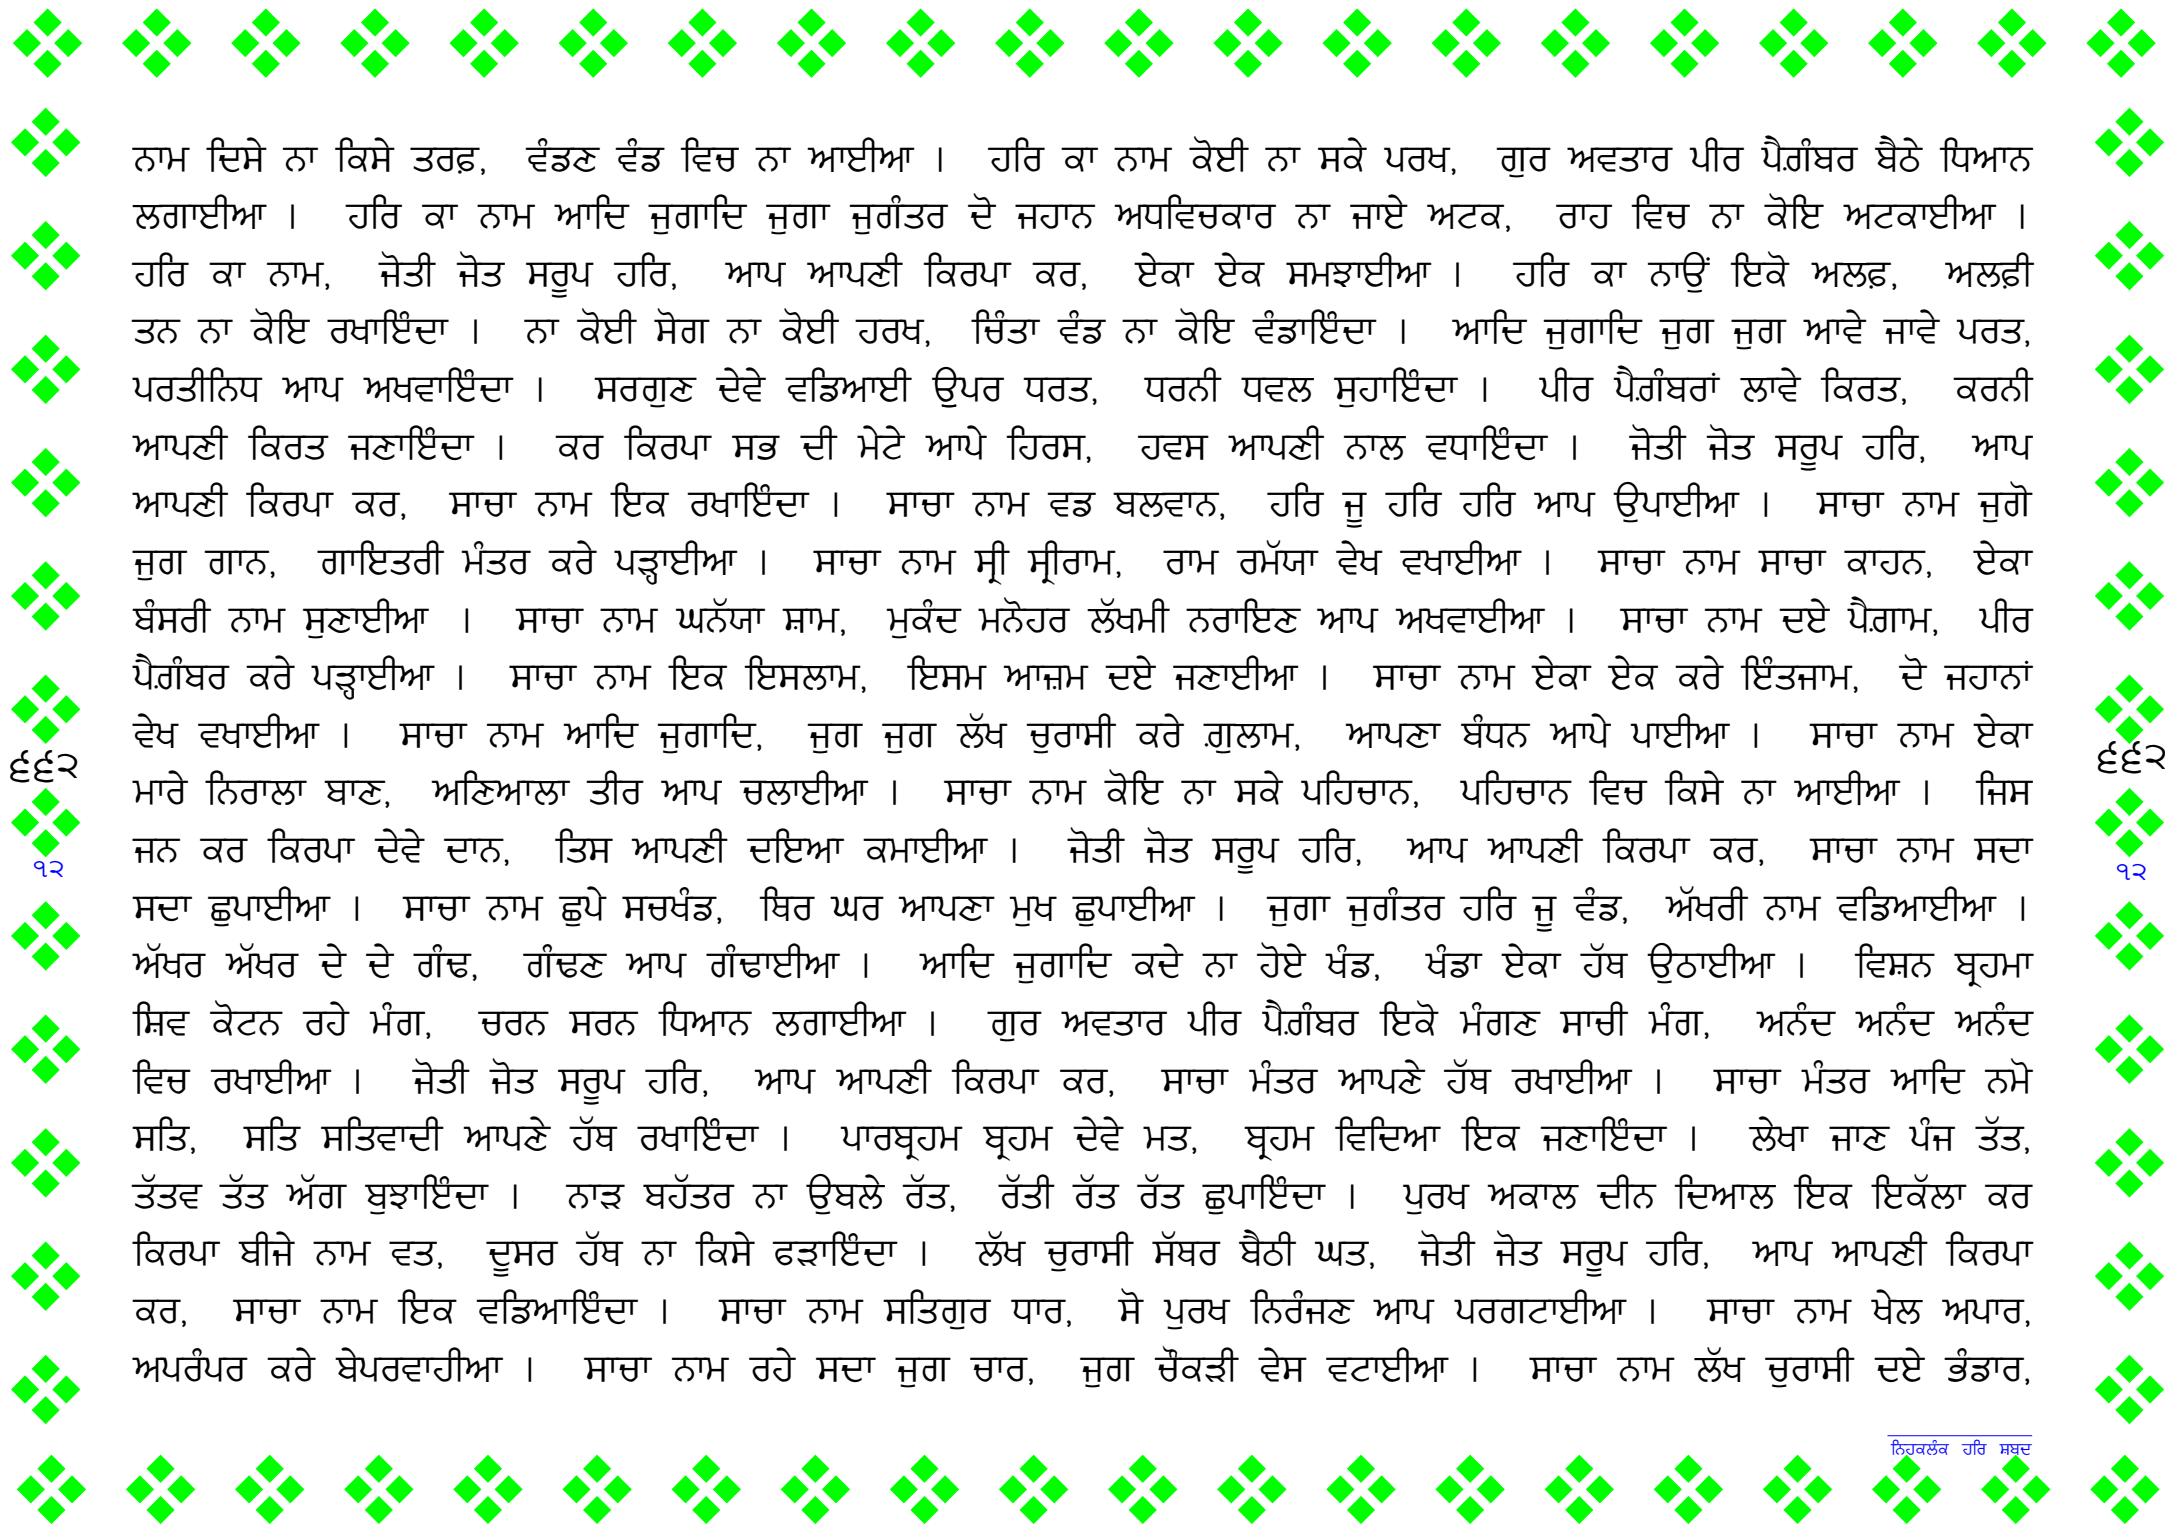 ਨਾਮ ਦਿਸੇ ਨਾ ਕਿਸੇ ਤਰਫ਼, ਵੰਡਣ ਵੰਡ ਵਿਚ ਨਾ ਆਈਆ । ਹਰਿ ਕਾ ਨਾਮ ਕੋਈ ਨਾ ਸਕੇ ਪਰਖ, ਗੁਰ ਅਵਤਾਰ ਪੀਰ ਪੈਗ਼ੰਬਰ ਬੈਠੇ ਧਿਆਨ
ਲਗਾਈਆ । ਹਰਿ ਕਾ ਨਾਮ ਆਦਿ ਜੁਗਾਦਿ ਜੁਗਾ ਜੁਗੰਤਰ ਦੋ ਜਹਾਨ ਅਧਵਿਚਕਾਰ ਨਾ ਜਾਏ ਅਟਕ, ਰਾਹ ਵਿਚ ਨਾ ਕੋਇ ਅਟਕਾਈਆ ।
ਹਰਿ ਕਾ ਨਾਮ, ਜੋਤੀ ਜੋਤ ਸਰੂਪ ਹਰਿ, ਆਪ ਆਪਣੀ ਕਿਰਪਾ ਕਰ, ਏਕਾ ਏਕ ਸਮਝਾਈਆ । ਹਰਿ ਕਾ ਨਾਉਂ ਇਕੋ ਅਲਫ਼, ਅਲਫ਼ੀ
ਤਨ ਨਾ ਕੋਇ ਰਖਾਇੰਦਾ । ਨਾ ਕੋਈ ਸੋਗ ਨਾ ਕੋਈ ਹਰਖ, ਚਿੰਤਾ ਵੰਡ ਨਾ ਕੋਇ ਵੰਡਾਇੰਦਾ । ਆਦਿ ਜੁਗਾਦਿ ਜੁਗ ਜੁਗ ਆਵੇ ਜਾਵੇ ਪਰਤ,
ਪਰਤੀਨਿਧ ਆਪ ਅਖਵਾਇੰਦਾ । ਸਰਗੁਣ ਦੇਵੇ ਵਡਿਆਈ ਉਪਰ ਧਰਤ, ਧਰਨੀ ਧਵਲ ਸੁਹਾਇੰਦਾ । ਪੀਰ ਪੈਗ਼ੰਬਰਾਂ ਲਾਵੇ ਕਿਰਤ, ਕਰਨੀ
ਆਪਣੀ ਕਿਰਤ ਜਣਾਇੰਦਾ । ਕਰ ਕਿਰਪਾ ਸਭ ਦੀ ਮੇਟੇ ਆਪੇ ਹਿਰਸ, ਹਵਸ ਆਪਣੀ ਨਾਲ ਵਧਾਇੰਦਾ । ਜੋਤੀ ਜੋਤ ਸਰੂਪ ਹਰਿ, ਆਪ
ਆਪਣੀ ਕਿਰਪਾ ਕਰ, ਸਾਚਾ ਨਾਮ ਇਕ ਰਖਾਇੰਦਾ । ਸਾਚਾ ਨਾਮ ਵਡ ਬਲਵਾਨ, ਹਰਿ ਜੂ ਹਰਿ ਹਰਿ ਆਪ ਉਪਾਈਆ । ਸਾਚਾ ਨਾਮ ਜੁਗੋ
ਜੁਗ ਗਾਨ, ਗਾਇਤਰੀ ਮੰਤਰ ਕਰੇ ਪੜ੍ਹਾਈਆ । ਸਾਚਾ ਨਾਮ ਸ੍ਰੀ ਸ੍ਰੀਰਾਮ, ਰਾਮ ਰਮੱਯਾ ਵੇਖ ਵਖਾਈਆ । ਸਾਚਾ ਨਾਮ ਸਾਚਾ ਕਾਹਨ, ਏਕਾ
ਬੰਸਰੀ ਨਾਮ ਸੁਣਾਈਆ । ਸਾਚਾ ਨਾਮ ਘਨੱਯਾ ਸ਼ਾਮ, ਮੁਕੰਦ ਮਨੋਹਰ ਲੱਖਮੀ ਨਰਾਇਣ ਆਪ ਅਖਵਾਈਆ । ਸਾਚਾ ਨਾਮ ਦਏ ਪੈਗ਼ਾਮ, ਪੀਰ
ਪੈਗ਼ੰਬਰ ਕਰੇ ਪੜ੍ਹਾਈਆ । ਸਾਚਾ ਨਾਮ ਇਕ ਇਸਲਾਮ, ਇਸਮ ਆਜ਼ਮ ਦਏ ਜਣਾਈਆ । ਸਾਚਾ ਨਾਮ ਏਕਾ ਏਕ ਕਰੇ ਇੰਤਜਾਮ, ਦੋ ਜਹਾਨਾਂ
ਵੇਖ ਵਖਾਈਆ । ਸਾਚਾ ਨਾਮ ਆਦਿ ਜੁਗਾਦਿ, ਜੁਗ ਜੁਗ ਲੱਖ ਚੁਰਾਸੀ ਕਰੇ ਗ਼ੁਲਾਮ, ਆਪਣਾ ਬੰਧਨ ਆਪੇ ਪਾਈਆ । ਸਾਚਾ ਨਾਮ ਏਕਾ
ਮਾਰੇ ਨਿਰਾਲਾ ਬਾਣ, ਅਣਿਆਲਾ ਤੀਰ ਆਪ ਚਲਾਈਆ । ਸਾਚਾ ਨਾਮ ਕੋਇ ਨਾ ਸਕੇ ਪਹਿਚਾਨ, ਪਹਿਚਾਨ ਵਿਚ ਕਿਸੇ ਨਾ ਆਈਆ । ਜਿਸ
ਜਨ ਕਰ ਕਿਰਪਾ ਦੇਵੇ ਦਾਨ, ਤਿਸ ਆਪਣੀ ਦਇਆ ਕਮਾਈਆ । ਜੋਤੀ ਜੋਤ ਸਰੂਪ ਹਰਿ, ਆਪ ਆਪਣੀ ਕਿਰਪਾ ਕਰ, ਸਾਚਾ ਨਾਮ ਸਦਾ
ਸਦਾ ਛੁਪਾਈਆ । ਸਾਚਾ ਨਾਮ ਛੁਪੇ ਸਚਖੰਡ, ਥਿਰ ਘਰ ਆਪਣਾ ਮੁਖ ਛੁਪਾਈਆ । ਜੁਗਾ ਜੁਗੰਤਰ ਹਰਿ ਜੂ ਵੰਡ, ਅੱਖਰੀ ਨਾਮ ਵਡਿਆਈਆ ।
ਅੱਖਰ ਅੱਖਰ ਦੇ ਦੇ ਗੰਢ, ਗੰਢਣ ਆਪ ਗੰਢਾਈਆ । ਆਦਿ ਜੁਗਾਦਿ ਕਦੇ ਨਾ ਹੋਏ ਖੰਡ, ਖੰਡਾ ਏਕਾ ਹੱਥ ਉਠਾਈਆ । ਵਿਸ਼ਨ ਬ੍ਰਹਮਾ
ਸ਼ਿਵ ਕੋਟਨ ਰਹੇ ਮੰਗ, ਚਰਨ ਸਰਨ ਧਿਆਨ ਲਗਾਈਆ । ਗੁਰ ਅਵਤਾਰ ਪੀਰ ਪੈਗ਼ੰਬਰ ਇਕੋ ਮੰਗਣ ਸਾਚੀ ਮੰਗ, ਅਨੰਦ ਅਨੰਦ ਅਨੰਦ
ਵਿਚ ਰਖਾਈਆ । ਜੋਤੀ ਜੋਤ ਸਰੂਪ ਹਰਿ, ਆਪ ਆਪਣੀ ਕਿਰਪਾ ਕਰ, ਸਾਚਾ ਮੰਤਰ ਆਪਣੇ ਹੱਥ ਰਖਾਈਆ । ਸਾਚਾ ਮੰਤਰ ਆਦਿ ਨਮੋ
ਸਤਿ, ਸਤਿ ਸਤਿਵਾਦੀ ਆਪਣੇ ਹੱਥ ਰਖਾਇੰਦਾ । ਪਾਰਬ੍ਰਹਮ ਬ੍ਰਹਮ ਦੇਵੇ ਮਤ, ਬ੍ਰਹਮ ਵਿਦਿਆ ਇਕ ਜਣਾਇੰਦਾ । ਲੇਖਾ ਜਾਣ ਪੰਜ ਤੱਤ,
ਤੱਤਵ ਤੱਤ ਅੱਗ ਬੁਝਾਇੰਦਾ । ਨਾੜ ਬਹੱਤਰ ਨਾ ਉਬਲੇ ਰੱਤ, ਰੱਤੀ ਰੱਤ ਰੱਤ ਛੁਪਾਇੰਦਾ । ਪੁਰਖ ਅਕਾਲ ਦੀਨ ਦਿਆਲ ਇਕ ਇਕੱਲਾ ਕਰ
ਕਿਰਪਾ ਬੀਜੇ ਨਾਮ ਵਤ, ਦੂਸਰ ਹੱਥ ਨਾ ਕਿਸੇ ਫੜਾਇੰਦਾ । ਲੱਖ ਚੁਰਾਸੀ ਸੱਥਰ ਬੈਠੀ ਘਤ, ਜੋਤੀ ਜੋਤ ਸਰੂਪ ਹਰਿ, ਆਪ ਆਪਣੀ ਕਿਰਪਾ
ਕਰ, ਸਾਚਾ ਨਾਮ ਇਕ ਵਡਿਆਇੰਦਾ । ਸਾਚਾ ਨਾਮ ਸਤਿਗੁਰ ਧਾਰ, ਸੋ ਪੁਰਖ ਨਿਰੰਜਣ ਆਪ ਪਰਗਟਾਈਆ । ਸਾਚਾ ਨਾਮ ਖੇਲ ਅਪਾਰ,
ਅਪਰੰਪਰ ਕਰੇ ਬੇਪਰਵਾਹੀਆ । ਸਾਚਾ ਨਾਮ ਰਹੇ ਸਦਾ ਜੁਗ ਚਾਰ, ਜੁਗ ਚੌਕੜੀ ਵੇਸ ਵਟਾਈਆ । ਸਾਚਾ ਨਾਮ ਲੱਖ ਚੁਰਾਸੀ ਦਏ ਭੰਡਾਰ,
੬੬੨ ੬੬੨
੧੨ ੧੨
ਨਿਹਕਲੰਕ ਹਰਿ ਸ਼ਬਦ